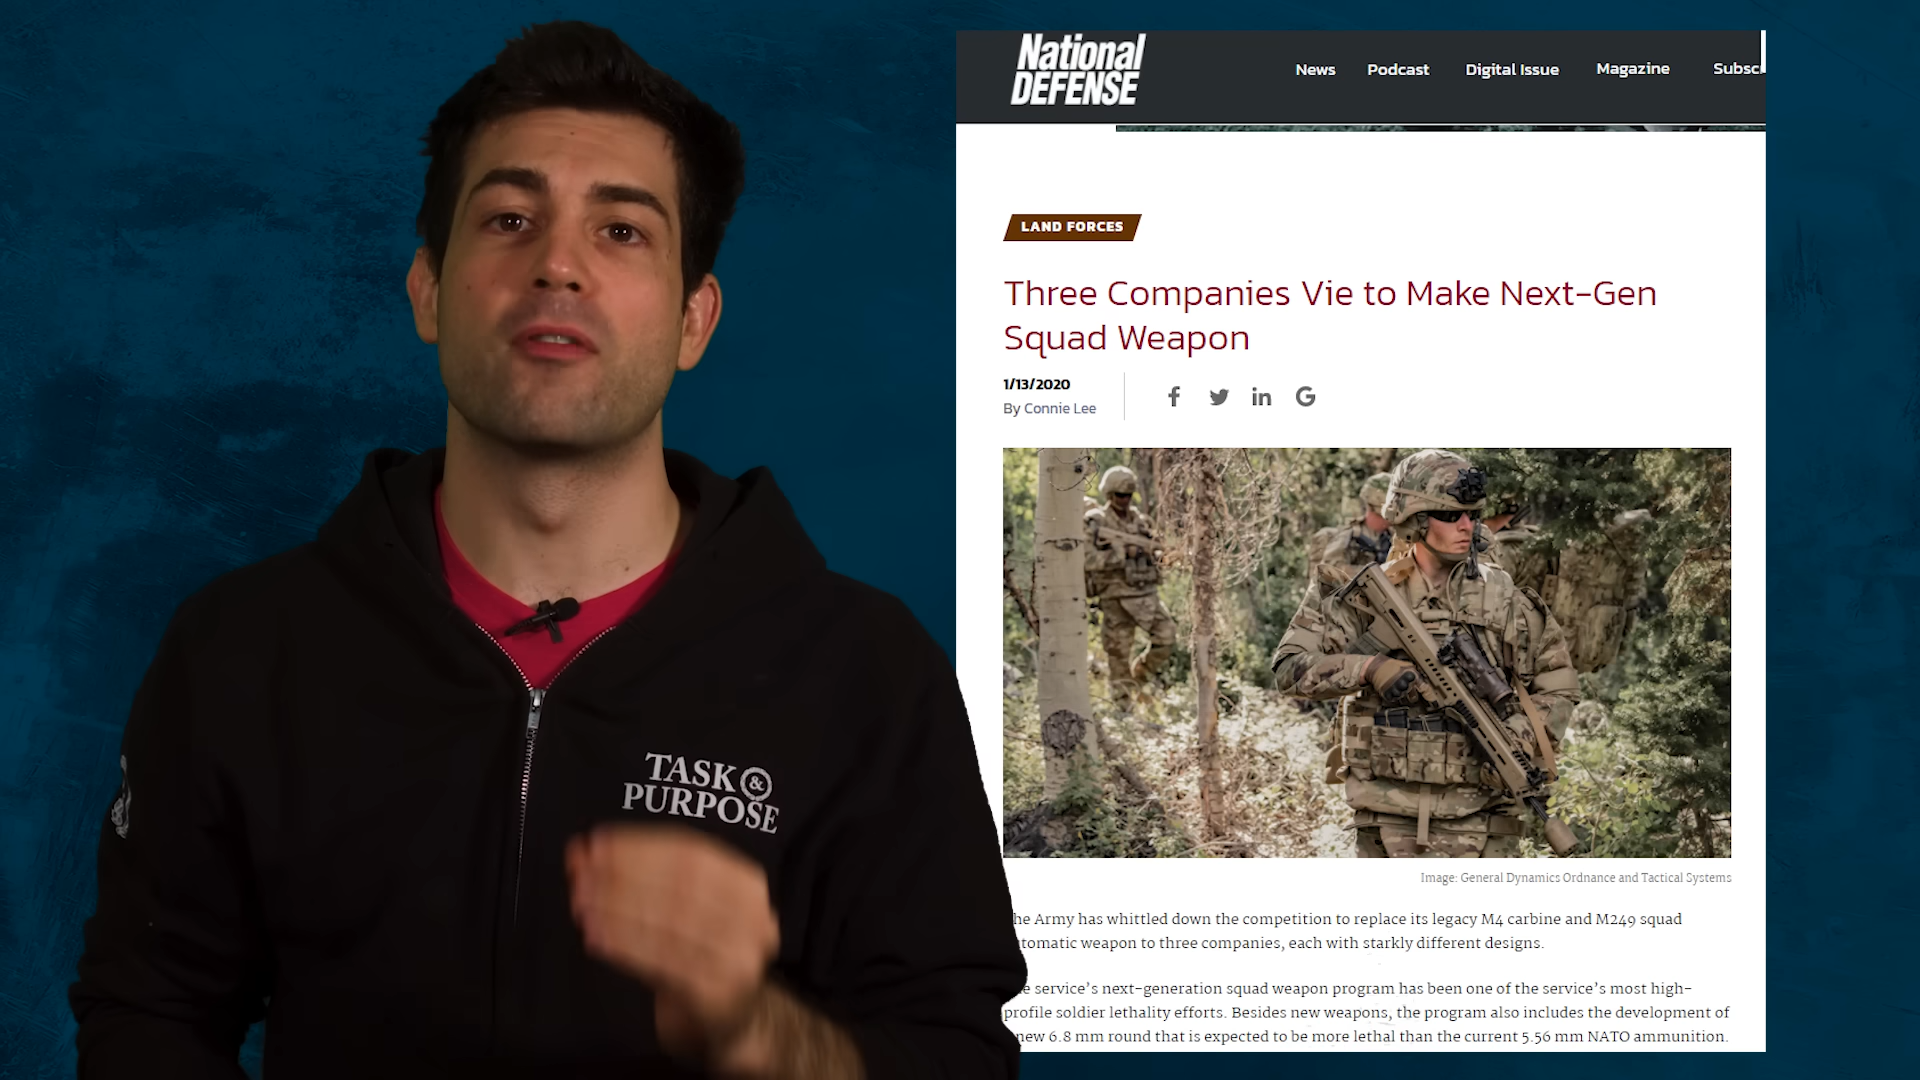 National
DEFENSE
News Podcast Digital Issue Magazine
LAND FORCES
Three Companies Vie to Make Next-Gen
Squad Weapon
1/13/2020
By Connie Lee
Image: General Dynamics Ordnance and Tactical Systems
Army has whittled down the competition to replace its legacy M4 carbine and M249 squad
weapon to three companies, each with starkly different designs.
service's next-generation squad weapon program has been one of the service's most high-
profile soldier lethality efforts. Besides new weapons, the program also includes the development of
new 6.8 mm round that is expected to be more lethal than the current 5.56 mm NATO ammunition.
TASK &
PURPOSE